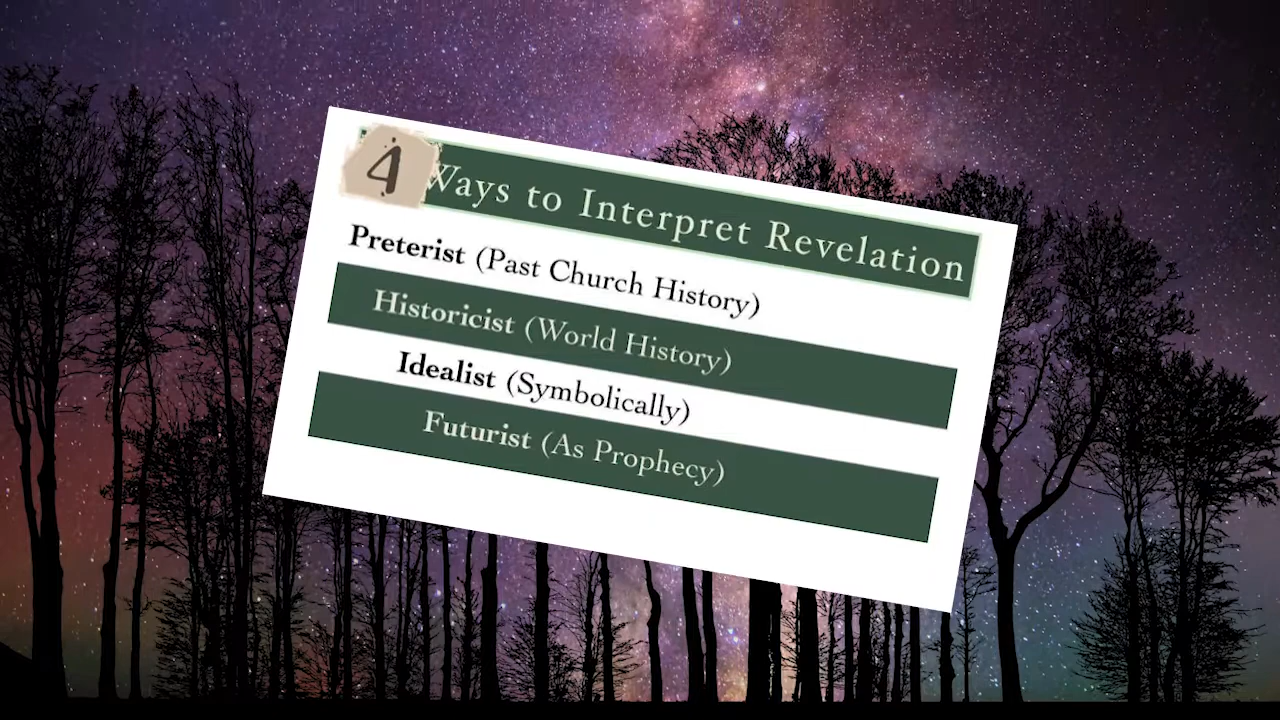 4 Ways to Interpret Revelation
Preterist (Past Church History)
Historicist (World History)
Idealist (Symbolically)
Futurist (As Prophecy)